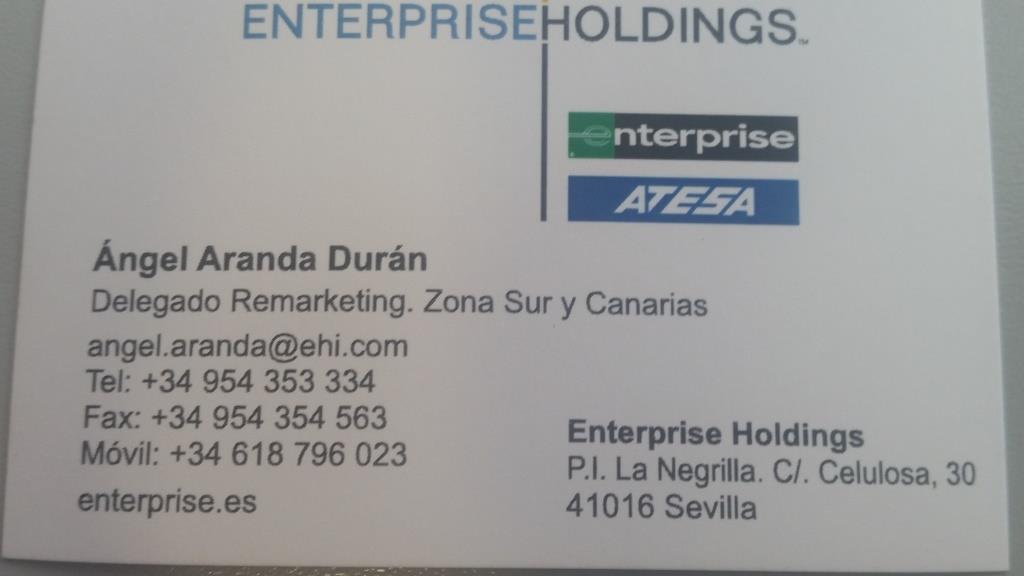 ENTERPRISEHOLDINGS™
enterprise
ATESA
Ángel Aranda Durán
Delegado Remarketing. Zona Sur y Canarias
angel.aranda@ehi.com
Tel: +34 954 353 334
Fax: +34 954 354 563
Móvil: +34 618 796 023
enterprise.es
Enterprise Holdings
P.I. La Negrilla. C/. Celulosa, 30
41016 Sevilla